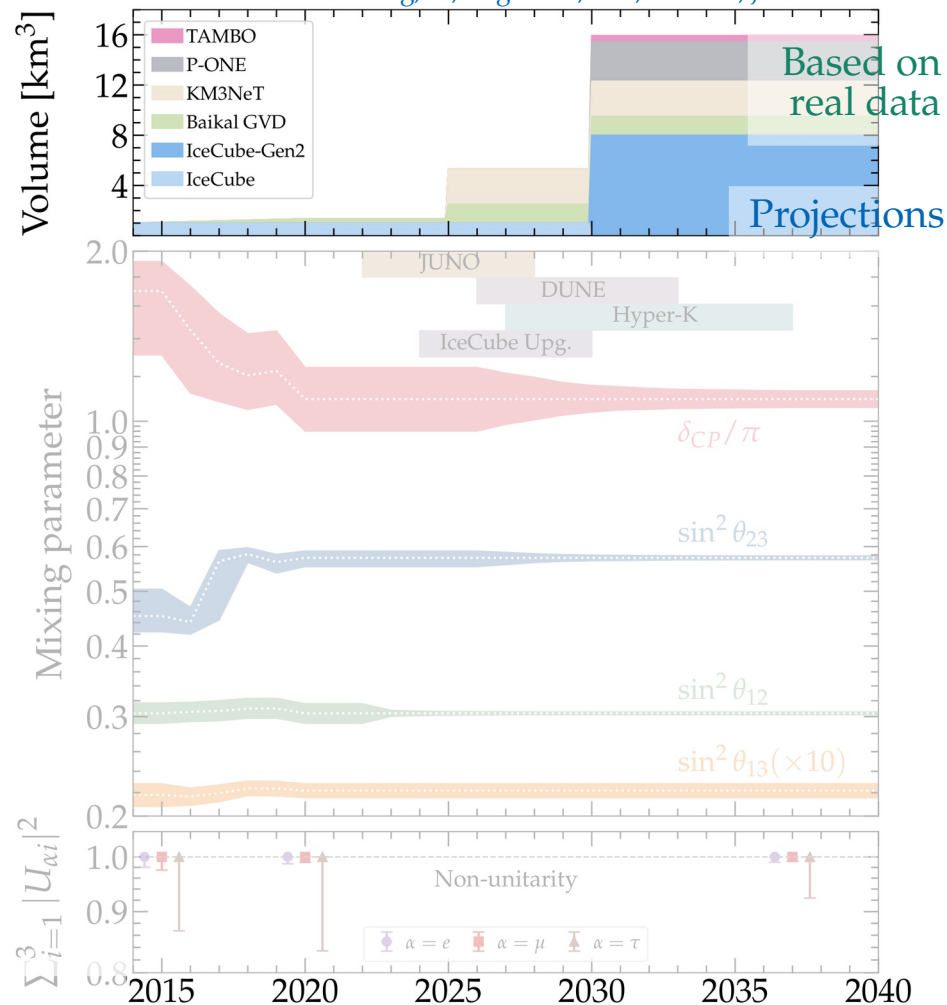 16
12
8
4
Volume [km³]
TAMBO
P-ONE
KM3NeT
Baikal GVD
IceCube-Gen2
IceCube
Based on
real data
Projections
2.0
1.0
0.9
0.8
0.7
0.6
0.5
0.4
0.3
0.2
Mixing parameter
JUNO
DUNE
Hyper-K
IceCube Upg.
δ_CP/π
sin² θ₂₃
sin² θ₁₂
sin² θ₁₃(×10)
1.0
0.9
0.8
Σ³ᵢ₌₁ |U_αi|²
Non-unitarity
α = e α = μ α = τ
2015 2020 2025 2030 2035 2040